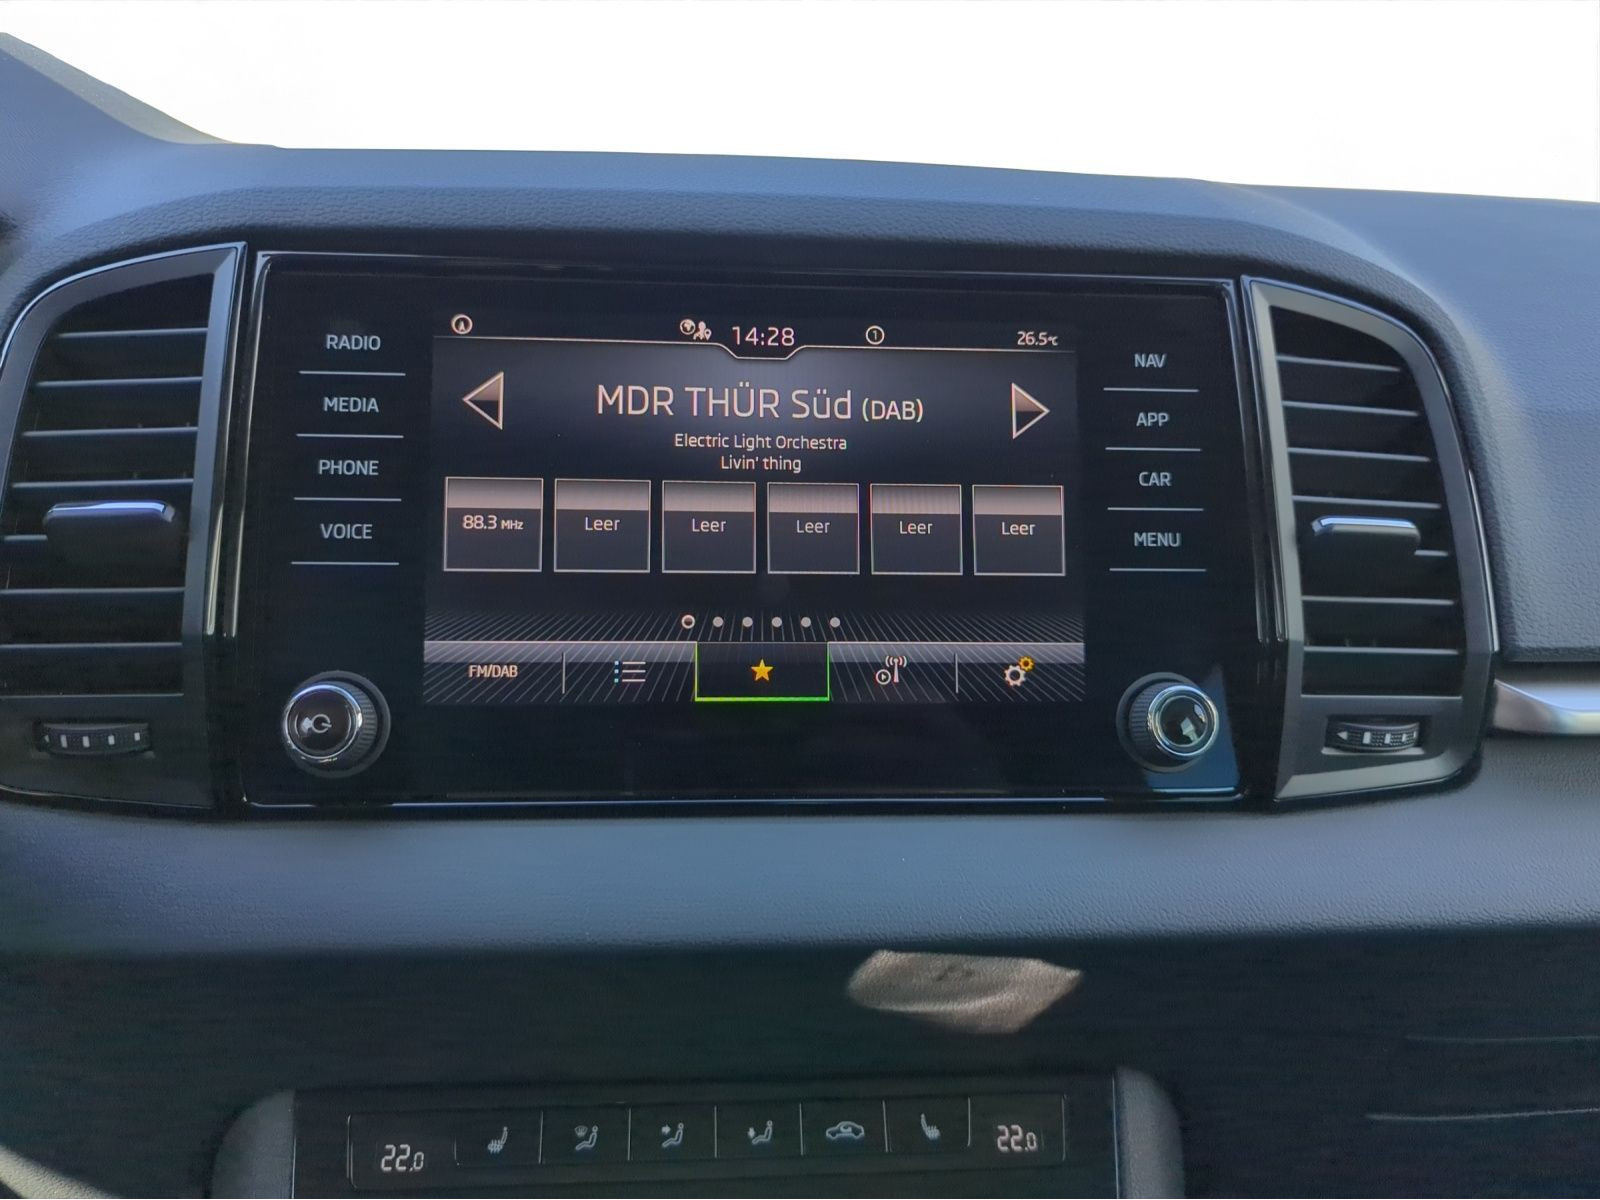 RADIO
MEDIA
PHONE
VOICE
14:28
1
26.5°C
MDR THÜR Süd (DAB)
Electric Light Orchestra
Livin' thing
88.3 MHz
Leer
Leer
Leer
Leer
Leer
FM/DAB
NAV
APP
CAR
MENU
22.0
22.0